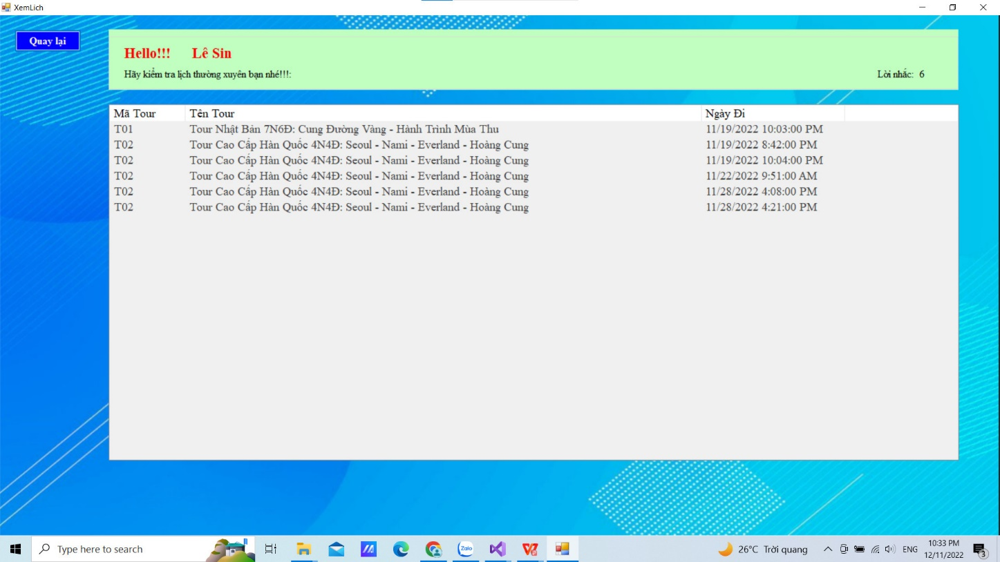 XemLich
Quay lại
Hello!!! Lê Sin
Hãy kiểm tra lịch thường xuyên bạn nhé!!!: Lời nhắc: 6
Mã Tour Tên Tour Ngày Đi
T01 Tour Nhật Bản 7N6Đ: Cung Đường Vàng - Hành Trình Mùa Thu 11/19/2022 10:03:00 PM
T02 Tour Cao Cấp Hàn Quốc 4N4Đ: Seoul - Nami - Everland - Hoàng Cung 11/19/2022 8:42:00 PM
T02 Tour Cao Cấp Hàn Quốc 4N4Đ: Seoul - Nami - Everland - Hoàng Cung 11/19/2022 10:04:00 PM
T02 Tour Cao Cấp Hàn Quốc 4N4Đ: Seoul - Nami - Everland - Hoàng Cung 11/22/2022 9:51:00 AM
T02 Tour Cao Cấp Hàn Quốc 4N4Đ: Seoul - Nami - Everland - Hoàng Cung 11/28/2022 4:08:00 PM
T02 Tour Cao Cấp Hàn Quốc 4N4Đ: Seoul - Nami - Everland - Hoàng Cung 11/28/2022 4:21:00 PM
Type here to search Zalo 26°C Trời quang ENG 10:33 PM
12/11/2022 3